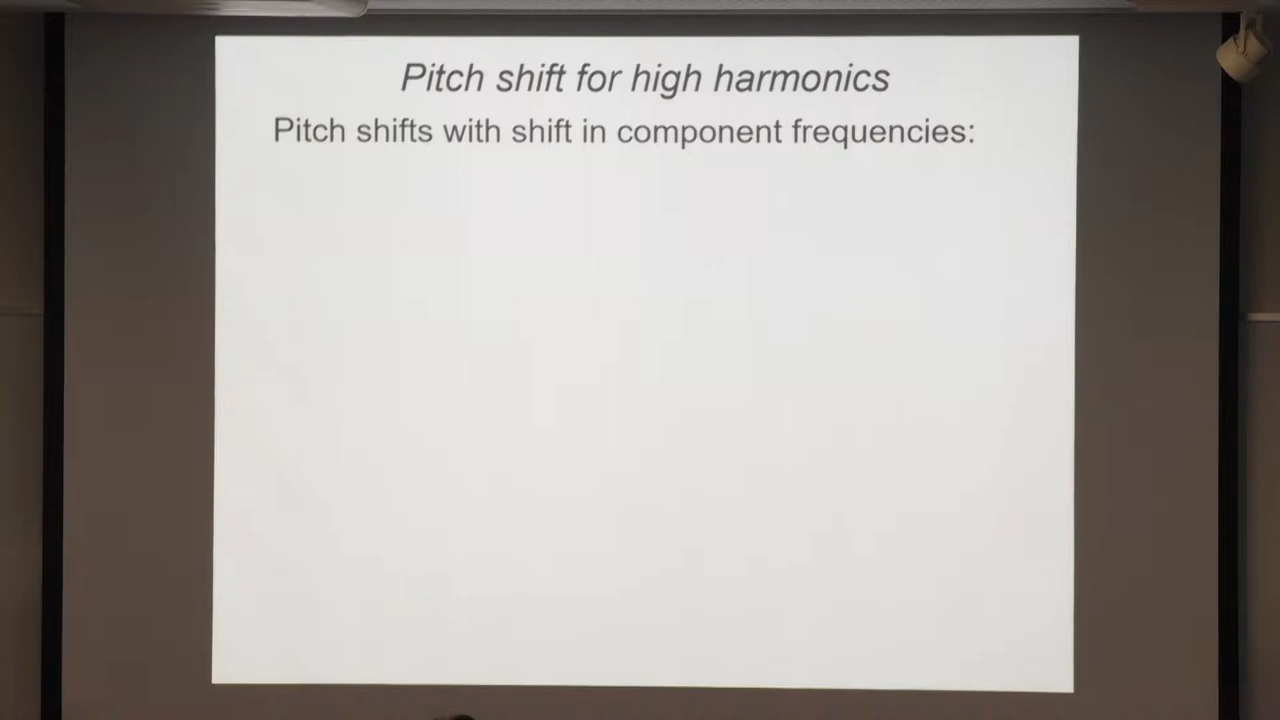 Pitch shift for high harmonics
Pitch shifts with shift in component frequencies: